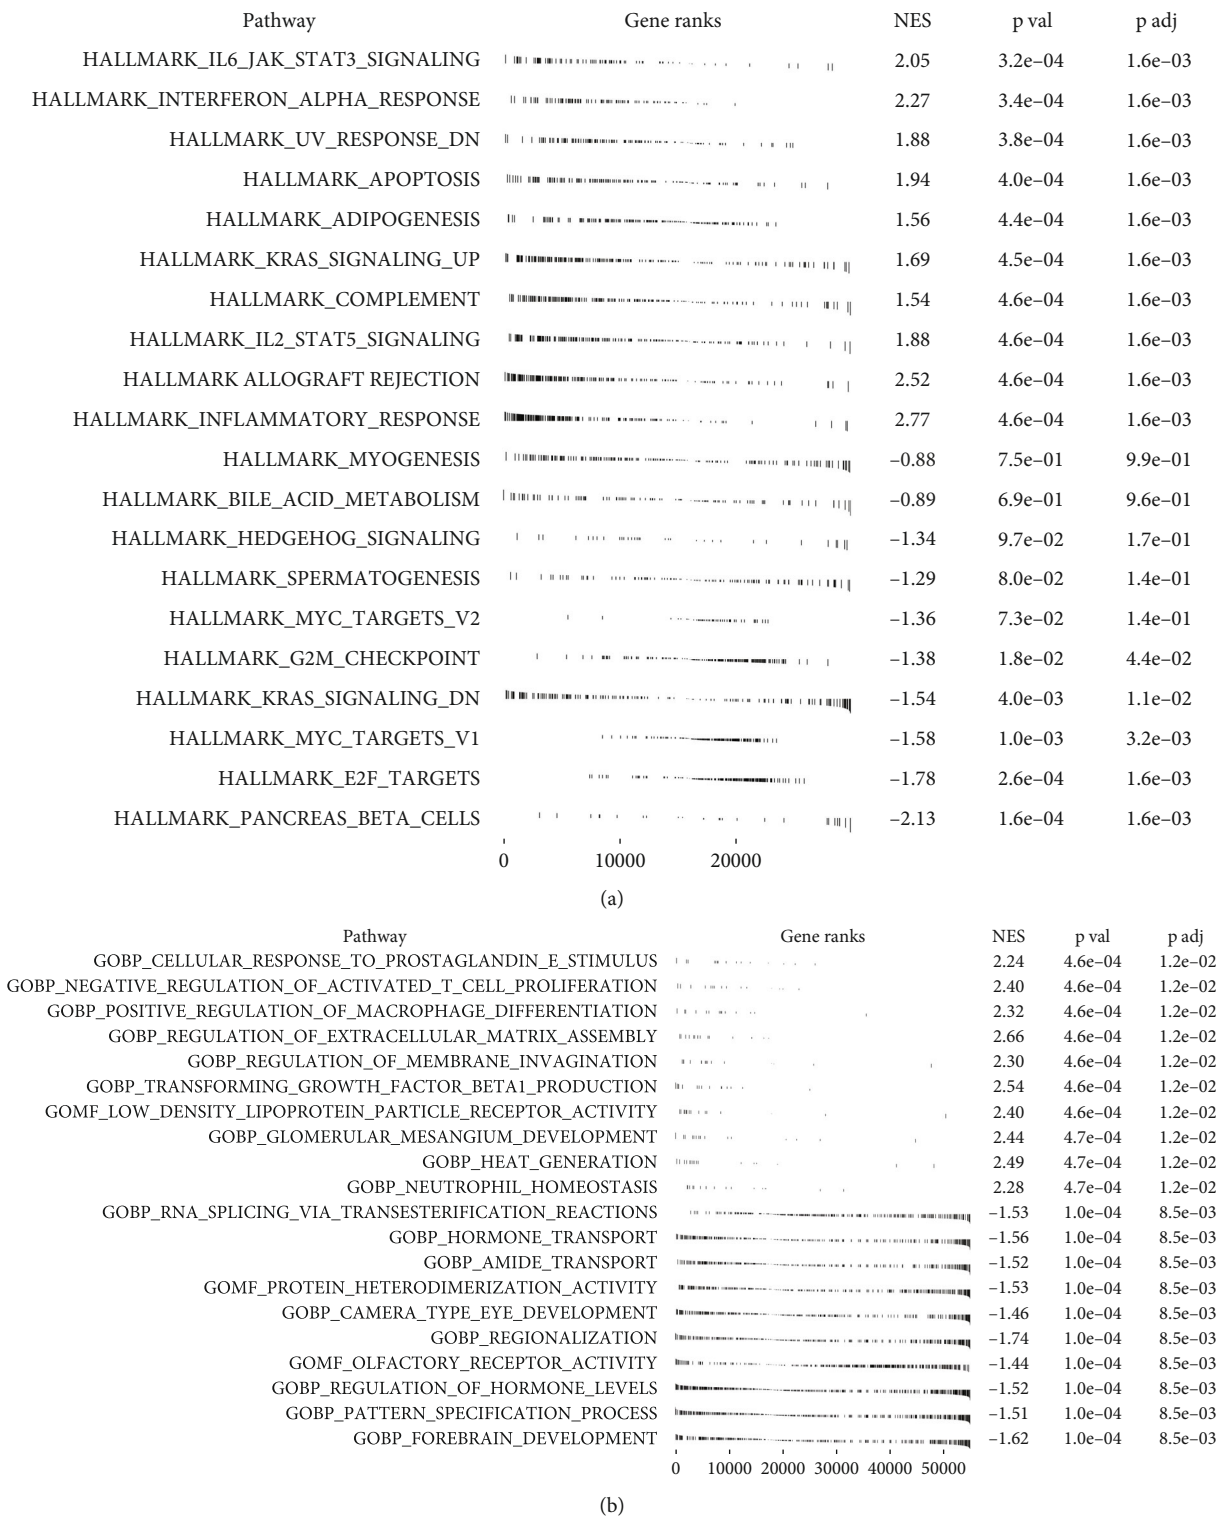 Pathway Gene ranks NES p val p adj
HALLMARK_IL6_JAK_STAT3_SIGNALING 2.05 3.2e–04 1.6e–03
HALLMARK_INTERFERON_ALPHA_RESPONSE 2.27 3.4e–04 1.6e–03
HALLMARK_UV_RESPONSE_DN 1.88 3.8e–04 1.6e–03
HALLMARK_APOPTOSIS 1.94 4.0e–04 1.6e–03
HALLMARK_ADIPOGENESIS 1.56 4.4e–04 1.6e–03
HALLMARK_KRAS_SIGNALING_UP 1.69 4.5e–04 1.6e–03
HALLMARK_COMPLEMENT 1.54 4.6e–04 1.6e–03
HALLMARK_IL2_STAT5_SIGNALING 1.88 4.6e–04 1.6e–03
HALLMARK ALLOGRAFT REJECTION 2.52 4.6e–04 1.6e–03
HALLMARK_INFLAMMATORY_RESPONSE 2.77 4.6e–04 1.6e–03
HALLMARK_MYOGENESIS –0.88 7.5e–01 9.9e–01
HALLMARK_BILE_ACID_METABOLISM –0.89 6.9e–01 9.6e–01
HALLMARK_HEDGEHOG_SIGNALING –1.34 9.7e–02 1.7e–01
HALLMARK_SPERMATOGENESIS –1.29 8.0e–02 1.4e–01
HALLMARK_MYC_TARGETS_V2 –1.36 7.3e–02 1.4e–01
HALLMARK_G2M_CHECKPOINT –1.38 1.8e–02 4.4e–02
HALLMARK_KRAS_SIGNALING_DN –1.54 4.0e–03 1.1e–02
HALLMARK_MYC_TARGETS_V1 –1.58 1.0e–03 3.2e–03
HALLMARK_E2F_TARGETS –1.78 2.6e–04 1.6e–03
HALLMARK_PANCREAS_BETA_CELLS –2.13 1.6e–04 1.6e–03
0 10000 20000
(a)
Pathway Gene ranks NES p val p adj
GOBP_CELLULAR_RESPONSE_TO_PROSTAGLANDIN_E_STIMULUS 2.24 4.6e–04 1.2e–02
GOBP_NEGATIVE_REGULATION_OF_ACTIVATED_T_CELL_PROLIFERATION 2.40 4.6e–04 1.2e–02
GOBP_POSITIVE_REGULATION_OF_MACROPHAGE_DIFFERENTIATION 2.32 4.6e–04 1.2e–02
GOBP_REGULATION_OF_EXTRACELLULAR_MATRIX_ASSEMBLY 2.66 4.6e–04 1.2e–02
GOBP_REGULATION_OF_MEMBRANE_INVAGINATION 2.30 4.6e–04 1.2e–02
GOBP_TRANSFORMING_GROWTH_FACTOR_BETA1_PRODUCTION 2.54 4.6e–04 1.2e–02
GOMF_LOW_DENSITY_LIPOPROTEIN_PARTICLE_RECEPTOR_ACTIVITY 2.40 4.6e–04 1.2e–02
GOBP_GLOMERULAR_MESANGIUM_DEVELOPMENT 2.44 4.7e–04 1.2e–02
GOBP_HEAT_GENERATION 2.49 4.7e–04 1.2e–02
GOBP_NEUTROPHIL_HOMEOSTASIS 2.28 4.7e–04 1.2e–02
GOBP_RNA_SPLICING_VIA_TRANSESTERIFICATION_REACTIONS –1.53 1.0e–04 8.5e–03
GOBP_HORMONE_TRANSPORT –1.56 1.0e–04 8.5e–03
GOBP_AMIDE_TRANSPORT –1.52 1.0e–04 8.5e–03
GOMF_PROTEIN_HETERODIMERIZATION_ACTIVITY –1.53 1.0e–04 8.5e–03
GOBP_CAMERA_TYPE_EYE_DEVELOPMENT –1.46 1.0e–04 8.5e–03
GOBP_REGIONALIZATION –1.74 1.0e–04 8.5e–03
GOMF_OLFACTORY_RECEPTOR_ACTIVITY –1.44 1.0e–04 8.5e–03
GOBP_REGULATION_OF_HORMONE_LEVELS –1.52 1.0e–04 8.5e–03
GOBP_PATTERN_SPECIFICATION_PROCESS –1.51 1.0e–04 8.5e–03
GOBP_FOREBRAIN_DEVELOPMENT –1.62 1.0e–04 8.5e–03
0 10000 20000 30000 40000 50000
(b)